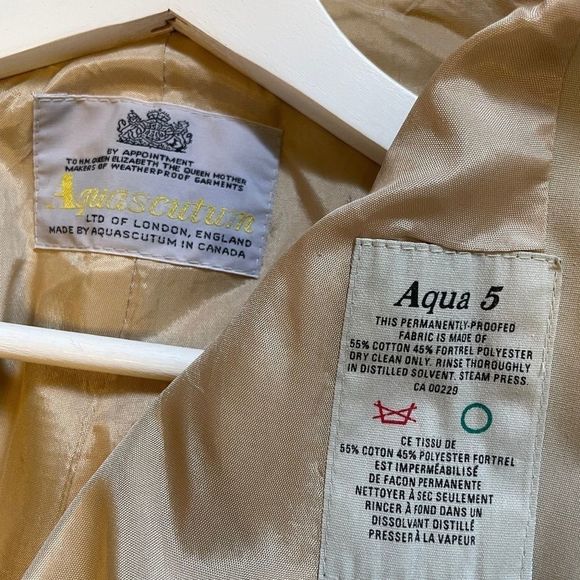 BY APPOINTMENT
TO H.M. QUEEN ELIZABETH THE QUEEN MOTHER
MAKERS OF WEATHERPROOF GARMENTS
Aquascutum
LTD OF LONDON, ENGLAND
MADE BY AQUASCUTUM IN CANADA
Aqua 5
THIS PERMANENTLY-PROOFED
FABRIC IS MADE OF
55% COTTON 45% FORTREL POLYESTER
DRY CLEAN ONLY. RINSE THOROUGHLY
IN DISTILLED SOLVENT. STEAM PRESS.
CA 00229
CE TISSU DE
55% COTON 45% POLYESTER FORTREL
EST IMPERMÉABILISÉ
DE FAÇON PERMANENTE
NETTOYER À SEC SEULEMENT
RINCER À FOND DANS UN
DISSOLVANT DISTILLÉ
PRESSER À LA VAPEUR